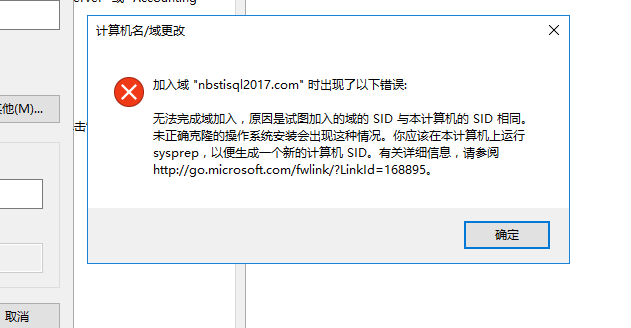 erver" 或 "Accounting
计算机名/域更改
加入域 "nbstisql2017.com" 时出现了以下错误:
无法完成域加入，原因是试图加入的域的 SID 与本计算机的 SID 相同。
未正确克隆的操作系统安装会出现这种情况。你应该在本计算机上运行
sysprep，以便生成一个新的计算机 SID。有关详细信息，请参阅
http://go.microsoft.com/fwlink/?LinkId=168895。
他(M)...
确定
取消